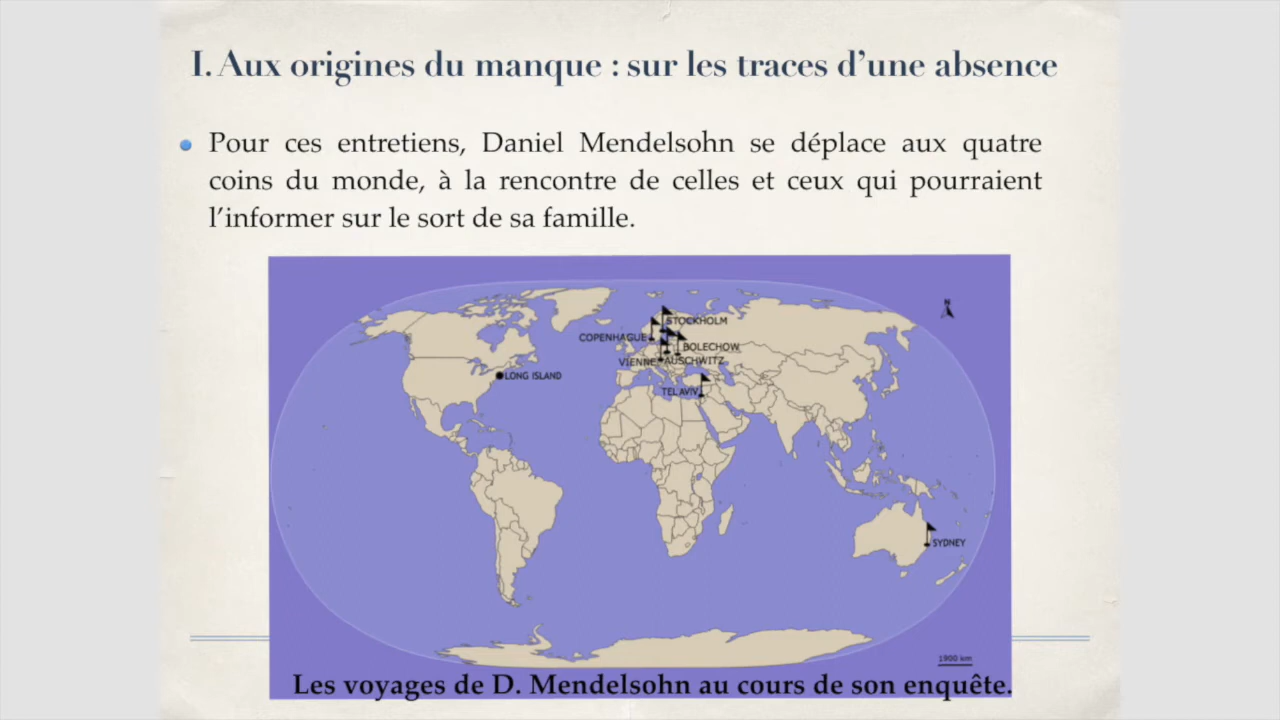 I. Aux origines du manque : sur les traces d’une absence
Pour ces entretiens, Daniel Mendelsohn se déplace aux quatre
coins du monde, à la rencontre de celles et ceux qui pourraient
l’informer sur le sort de sa famille.
N
STOCKHOLM
COPENHAGUE
BOLECHOW
VIENNE
AUSCHWITZ
LONG ISLAND
TEL AVIV
SYDNEY
1900 km
Les voyages de D. Mendelsohn au cours de son enquête.